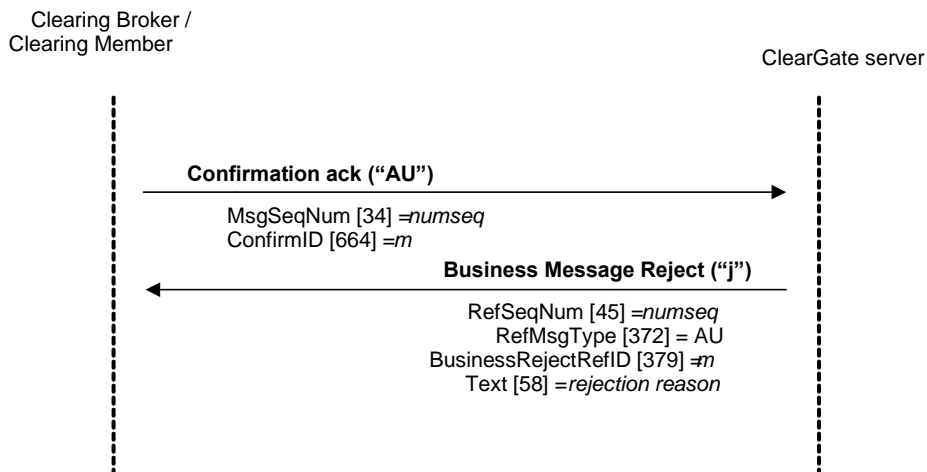 Clearing Broker /
Clearing Member
ClearGate server
Confirmation ack (“AU”)
MsgSeqNum [34] =numseq
ConfirmID [664] =m
Business Message Reject (“j”)
RefSeqNum [45] =numseq
RefMsgType [372] = AU
BusinessRejectRefID [379] =m
Text [58] =rejection reason